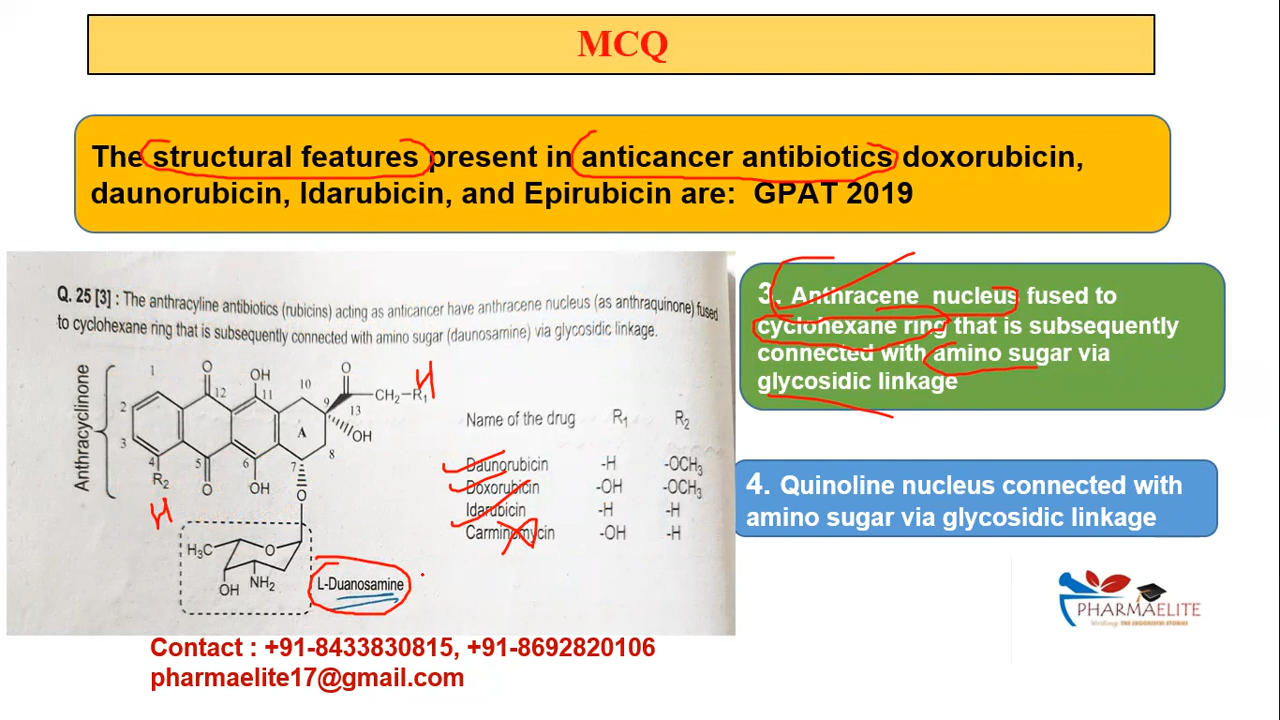 MCQ
The structural features present in anticancer antibiotics doxorubicin,
daunorubicin, Idarubicin, and Epirubicin are: GPAT 2019
Q. 25 [3] : The anthracyline antibiotics (rubicins) acting as anticancer have anthracene nucleus (as anthraquinone) fused
to cyclohexane ring that is subsequently connected with amino sugar (daunosamine) via glycosidic linkage.
Anthracyclinone
1
O
12
OH
11
10
O
9
13
CH2–R1
H
2
3
A
OH
8
4
R2
5
O
6
OH
7
O
H
H3C
O
OH
NH2
L-Duanosamine
Name of the drug R1 R2
Daunorubicin -H -OCH3
Doxorubicin -OH -OCH3
Idarubicin -H -H
Carminomycin -OH -H
3. Anthracene nucleus fused to
cyclohexane ring that is subsequently
connected with amino sugar via
glycosidic linkage
4. Quinoline nucleus connected with
amino sugar via glycosidic linkage
PHARMAELITE
Writing THE SUCCESSFUL STORIES
Contact : +91-8433830815, +91-8692820106
pharmaelite17@gmail.com